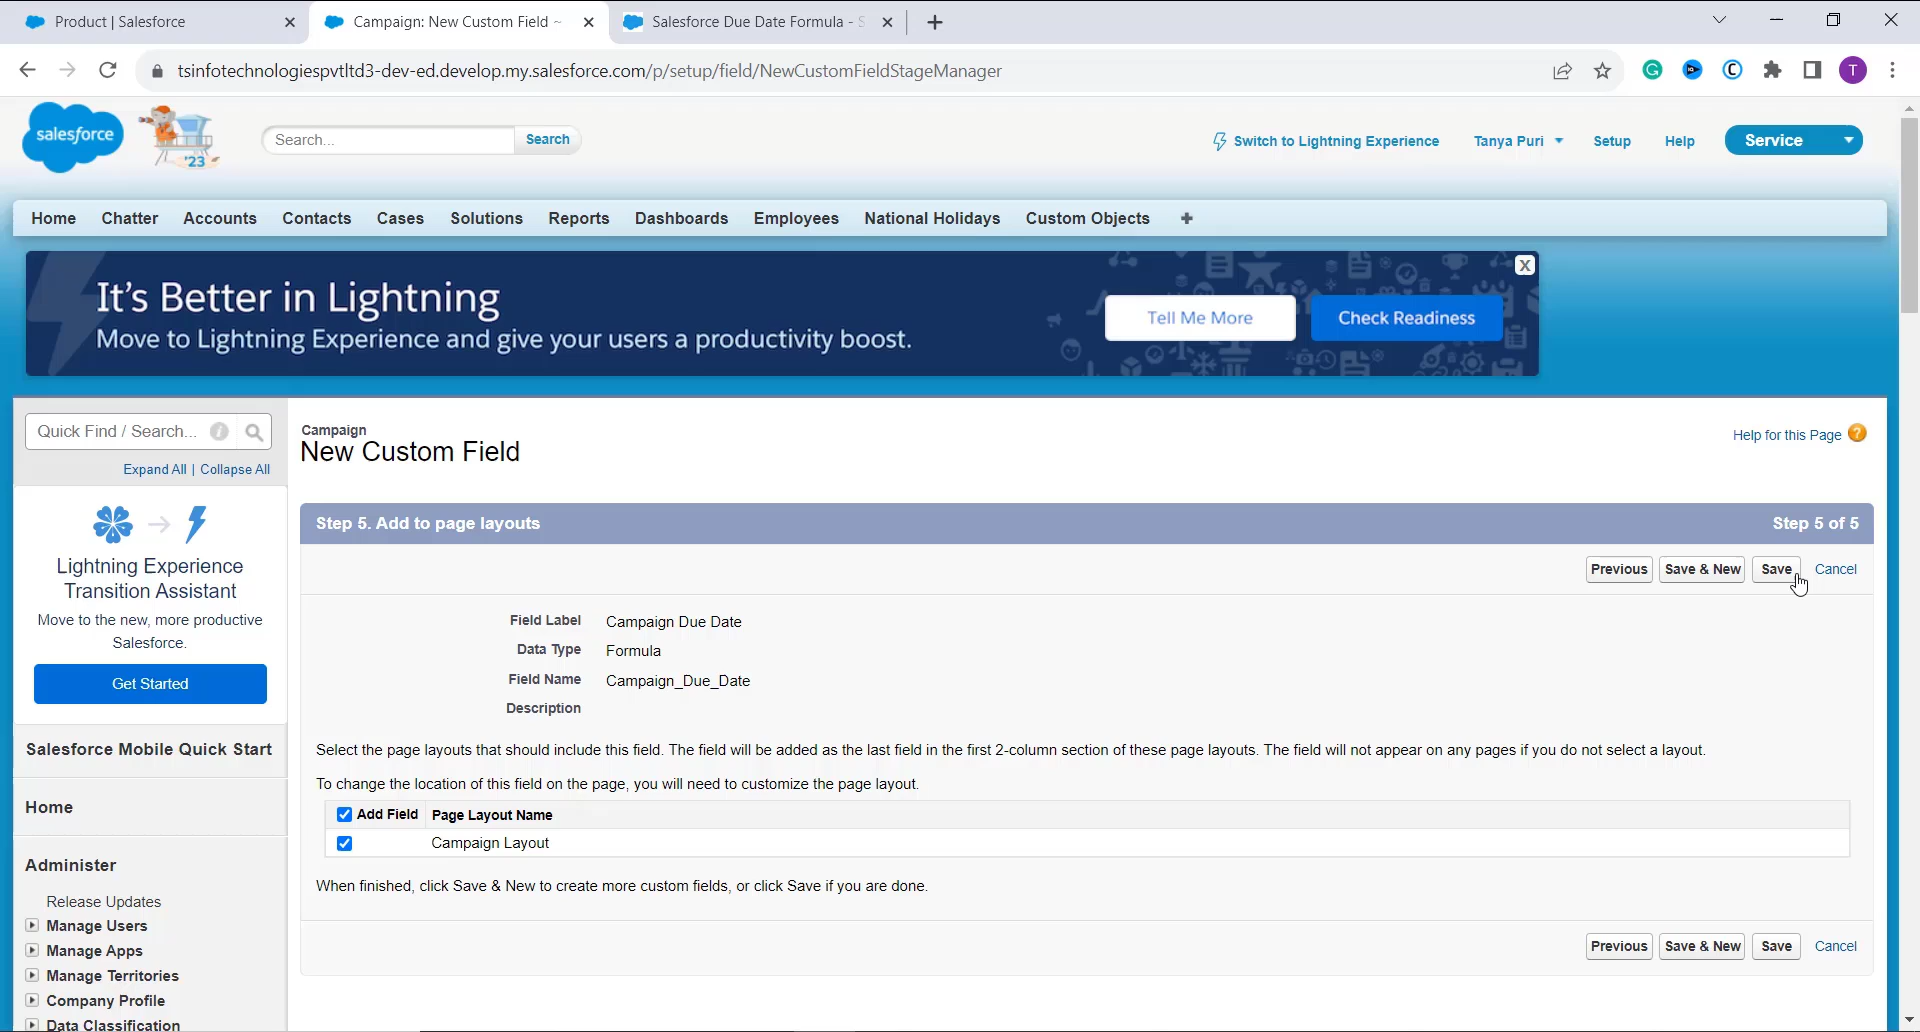 Product | Salesforce
Campaign: New Custom Field ~
Salesforce Due Date Formula - S
tsinfotechnologiespvtltd3-dev-ed.develop.my.salesforce.com/p/setup/field/NewCustomFieldStageManager
T
salesforce
'23
Search...
Search
Switch to Lightning Experience
Tanya Puri
Setup
Help
Service
Home
Chatter
Accounts
Contacts
Cases
Solutions
Reports
Dashboards
Employees
National Holidays
Custom Objects
It's Better in Lightning
Move to Lightning Experience and give your users a productivity boost.
Tell Me More
Check Readiness
X
Quick Find / Search...
Expand All | Collapse All
Lightning Experience
Transition Assistant
Move to the new, more productive
Salesforce.
Get Started
Salesforce Mobile Quick Start
Home
Administer
Release Updates
Manage Users
Manage Apps
Manage Territories
Company Profile
Data Classification
Campaign
New Custom Field
Help for this Page
Step 5. Add to page layouts
Step 5 of 5
Previous
Save & New
Save
Cancel
Field Label Campaign Due Date
Data Type Formula
Field Name Campaign_Due_Date
Description
Select the page layouts that should include this field. The field will be added as the last field in the first 2-column section of these page layouts. The field will not appear on any pages if you do not select a layout.
To change the location of this field on the page, you will need to customize the page layout.
Add Field Page Layout Name
Campaign Layout
When finished, click Save & New to create more custom fields, or click Save if you are done.
Previous
Save & New
Save
Cancel